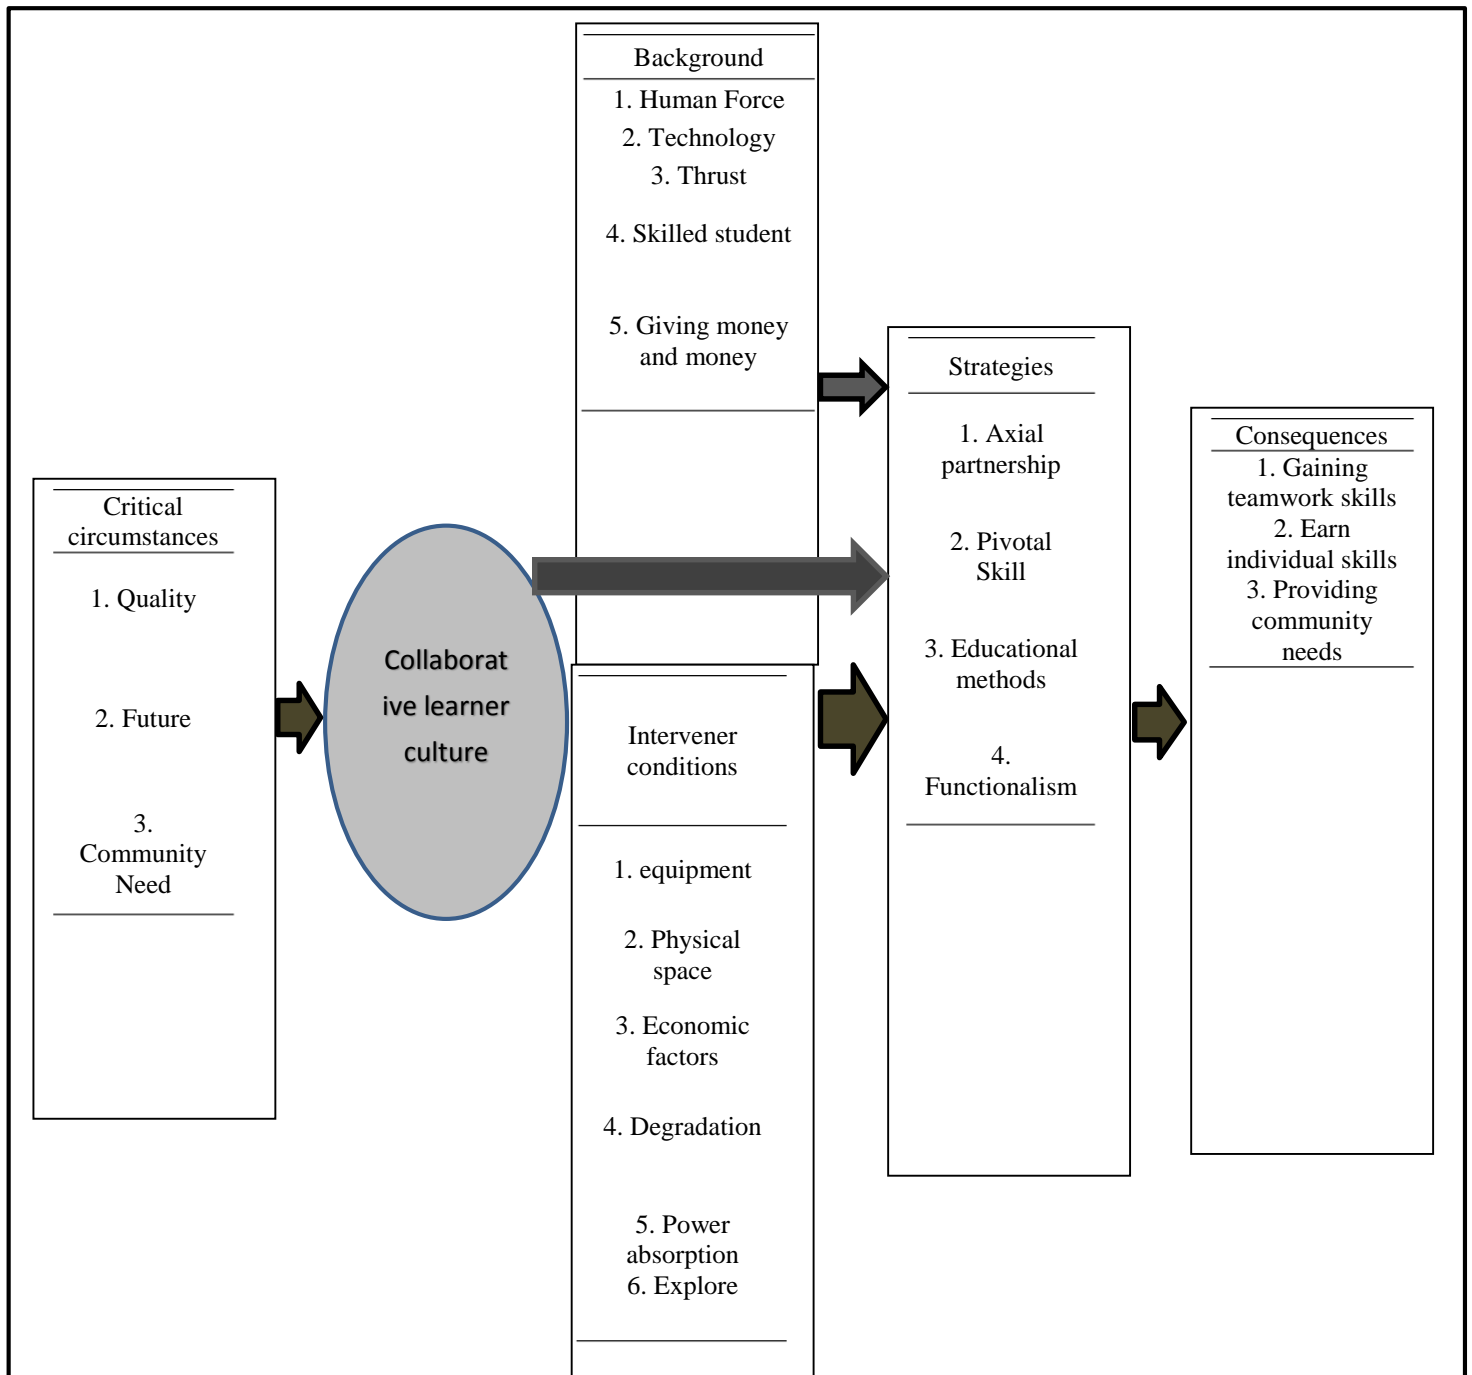 Background
1. Human Force
2. Technology
3. Thrust
4. Skilled student
5. Giving money
and money
Critical
circumstances
1. Quality
2. Future
3.
Community
Need
Collaborat
ive learner
culture
Intervener
conditions
1. equipment
2. Physical
space
3. Economic
factors
4. Degradation
5. Power
absorption
6. Explore
Strategies
1. Axial
partnership
2. Pivotal
Skill
3. Educational
methods
4.
Functionalism
Consequences
1. Gaining
teamwork skills
2. Earn
individual skills
3. Providing
community
needs